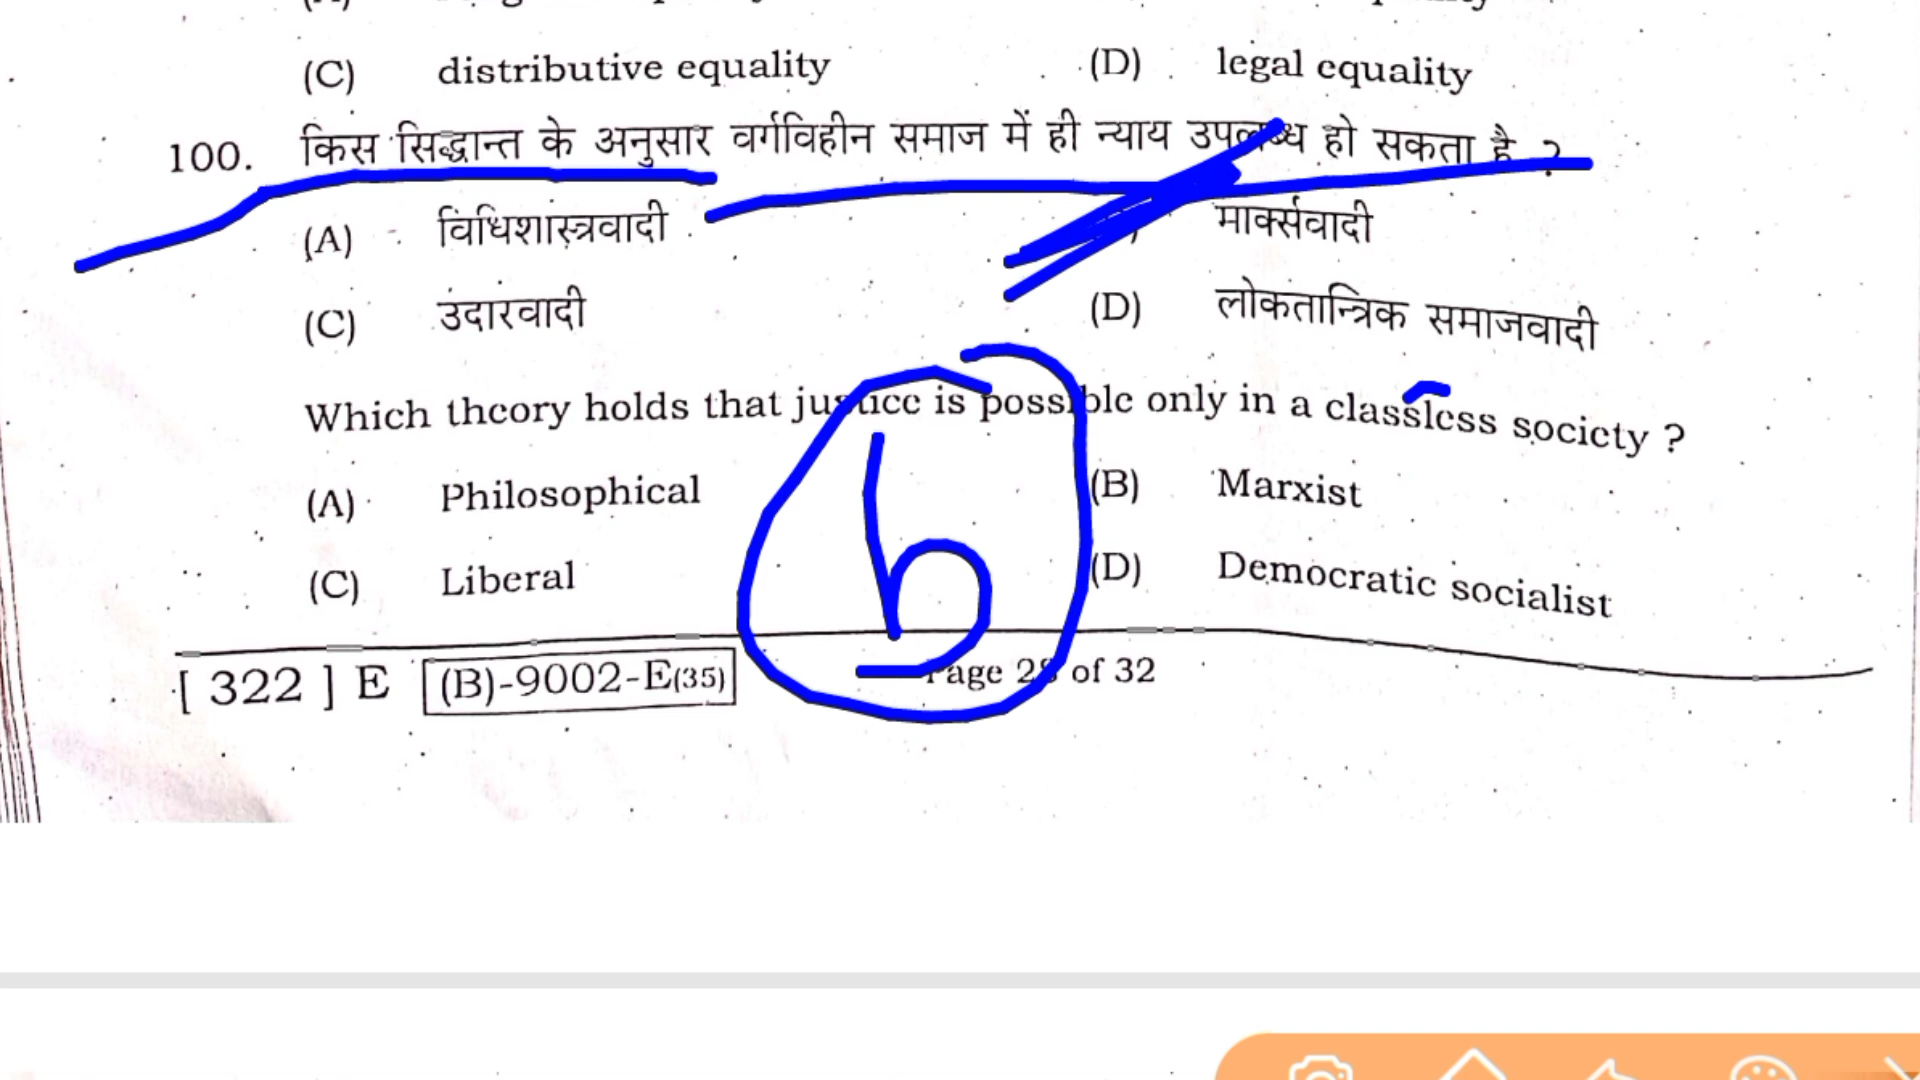 (C) distributive equality (D) legal equality
100. किस सिद्धान्त के अनुसार वर्गविहीन समाज में ही न्याय उपलब्ध हो सकता है ?
(A) विधिशास्त्रवादी मार्क्सवादी
(C) उदारवादी (D) लोकतान्त्रिक समाजवादी
Which theory holds that justice is possible only in a classless society ?
(A) Philosophical (B) Marxist
(C) Liberal (D) Democratic socialist
b
[ 322 ] E (B)-9002-E(35) Page 28 of 32